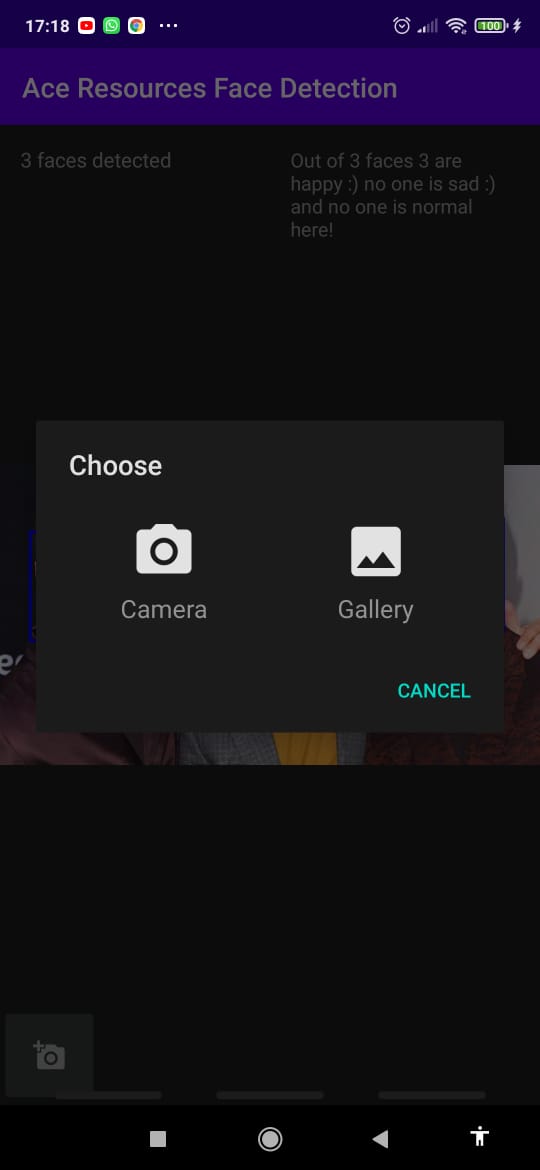 17:18
100
Ace Resources Face Detection
3 faces detected
Out of 3 faces 3 are
happy :) no one is sad :)
and no one is normal
here!
Choose
Camera
Gallery
CANCEL